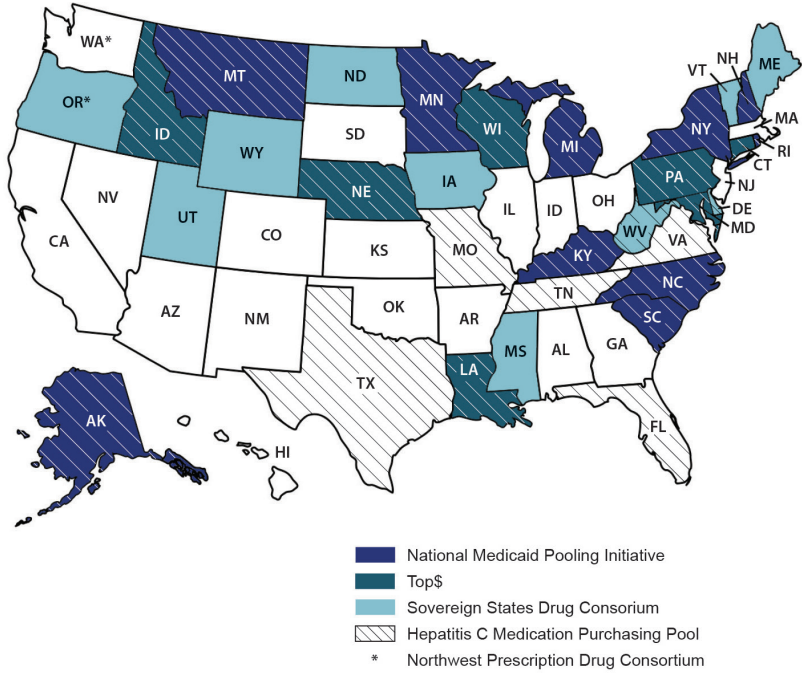 WA*
MT
ND
MN
VT
NH
ME
OR*
ID
WY
SD
WI
MI
NY
MA
RI
CT
NJ
DE
MD
NV
UT
NE
IA
PA
CA
CO
KS
IL
ID
OH
WV
VA
MO
KY
NC
AZ
NM
OK
AR
TN
SC
TX
LA
MS
AL
GA
FL
AK
HI
National Medicaid Pooling Initiative
Top$
Sovereign States Drug Consorium
Hepatitis C Medication Purchasing Pool
* Northwest Prescription Drug Consortium